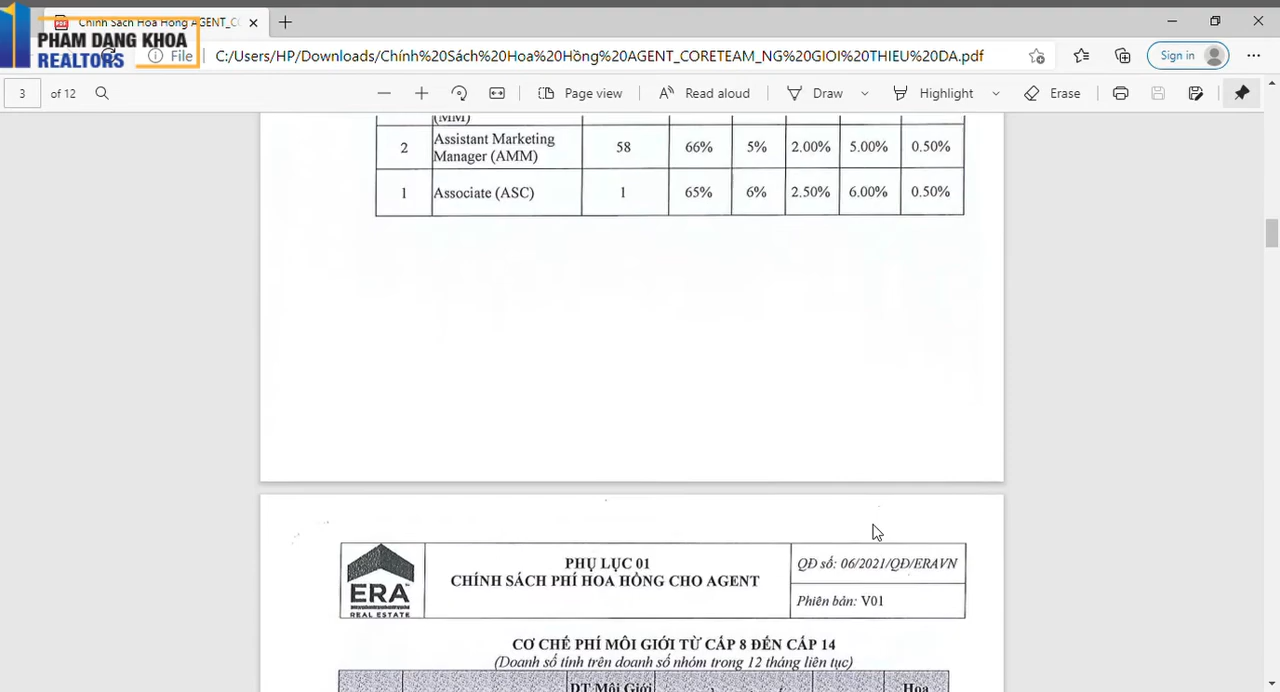 Chính Sách Hoa Hồng AGENT_CO
PHAM DANG KHOA
REALTORS
File
C:/Users/HP/Downloads/Chính%20Sách%20Hoa%20Hồng%20AGENT_CORETEAM_NG%20GIOI%20THIEU%20DA.pdf
Sign in
3 of 12
Page view
Read aloud
Draw
Highlight
Erase
(MM)
2 Assistant Marketing Manager (AMM) 58 66% 5% 2.00% 5.00% 0.50%
1 Associate (ASC) 1 65% 6% 2.50% 6.00% 0.50%
ERA
REAL ESTATE
PHỤ LỤC 01
CHÍNH SÁCH PHÍ HOA HỒNG CHO AGENT
QĐ số: 06/2021/QĐ/ERAVN
Phiên bản: V01
CƠ CHẾ PHÍ MÔI GIỚI TỪ CẤP 8 ĐẾN CẤP 14
(Doanh số tính trên doanh số nhóm trong 12 tháng liên tục)
DT Môi Giới
Hoa